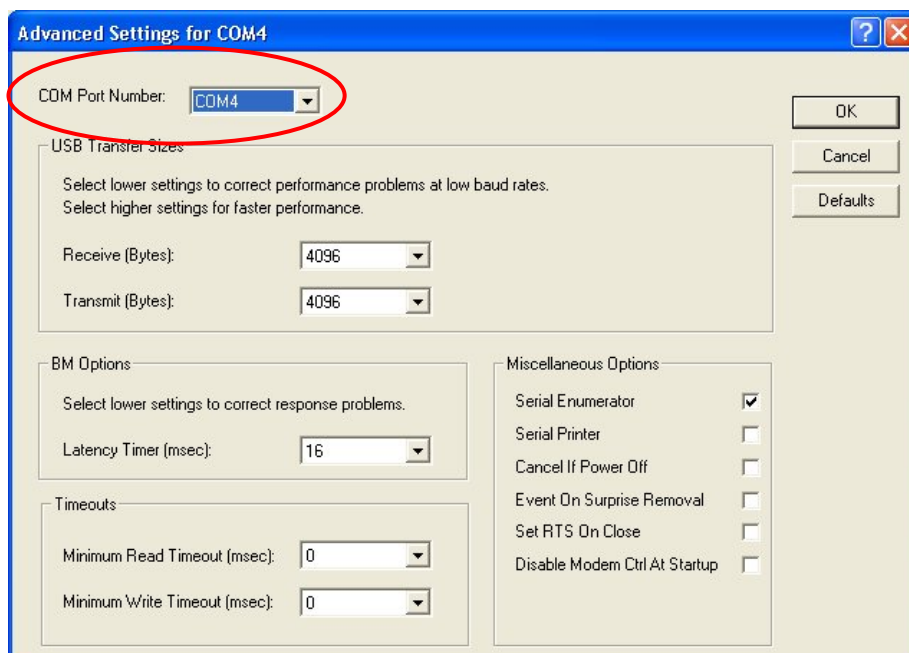 Advanced Settings for COM4
COM Port Number: COM4
OK
Cancel
Defaults
USB Transfer Sizes
Select lower settings to correct performance problems at low baud rates.
Select higher settings for faster performance.
Receive (Bytes): 4096
Transmit (Bytes): 4096
BM Options
Select lower settings to correct response problems.
Latency Timer (msec): 16
Timeouts
Minimum Read Timeout (msec): 0
Minimum Write Timeout (msec): 0
Miscellaneous Options
Serial Enumerator
Serial Printer
Cancel If Power Off
Event On Surprise Removal
Set RTS On Close
Disable Modem Ctrl At Startup